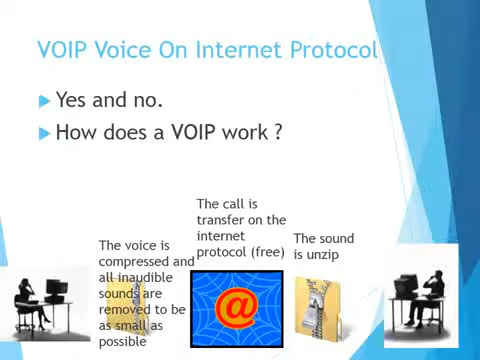 VOIP Voice On Internet Protocol
Yes and no.
How does a VOIP work ?
The voice is
compressed and
all inaudible
sounds are
removed to be
as small as
possible
The call is
transfer on the
internet
protocol (free)
@
The sound
is unzip